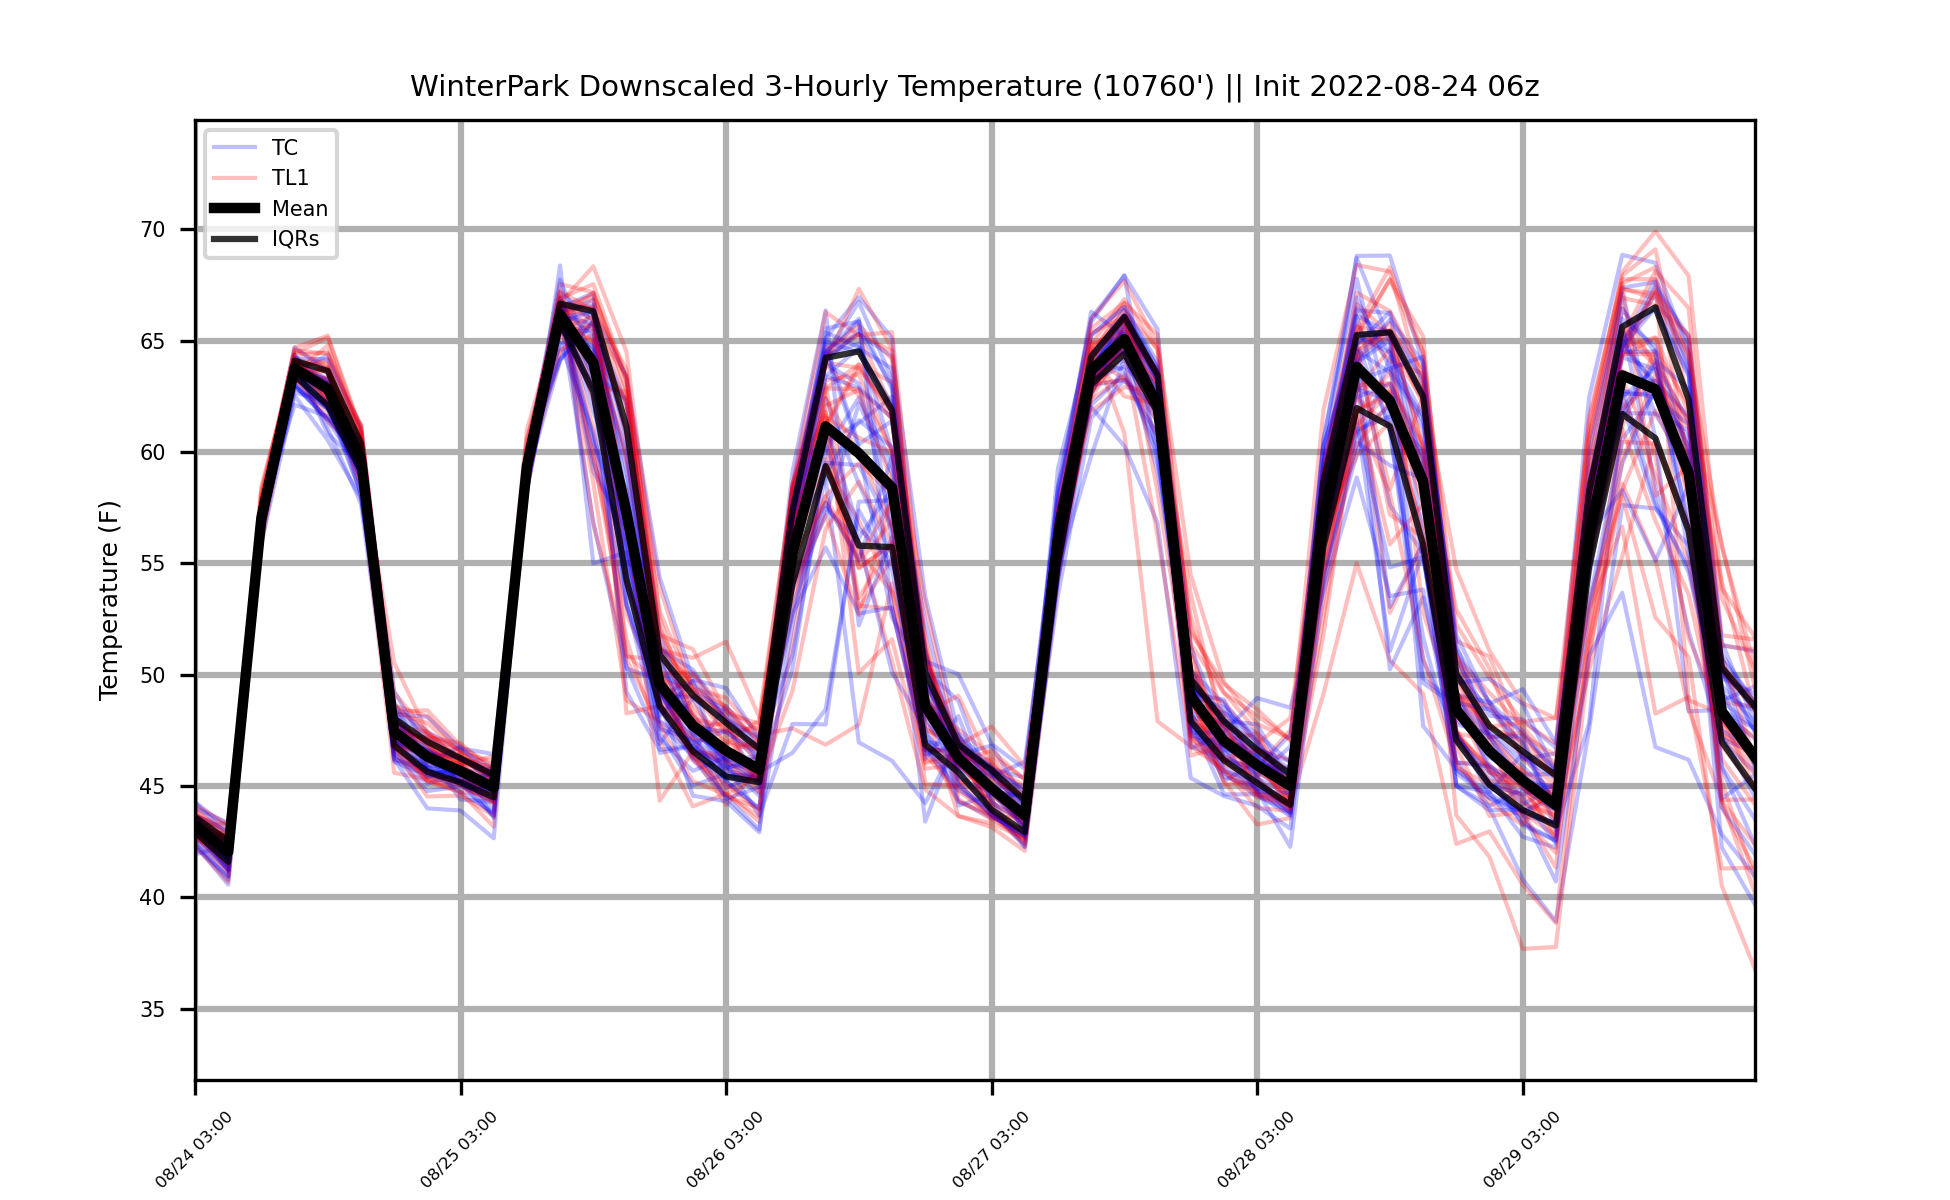 WinterPark Downscaled 3-Hourly Temperature (10760') || Init 2022-08-24 06z
TC
TL1
Mean
IQRs
Temperature (F)
70
65
60
55
50
45
40
35
08/24 03:00
08/25 03:00
08/26 03:00
08/27 03:00
08/28 03:00
08/29 03:00